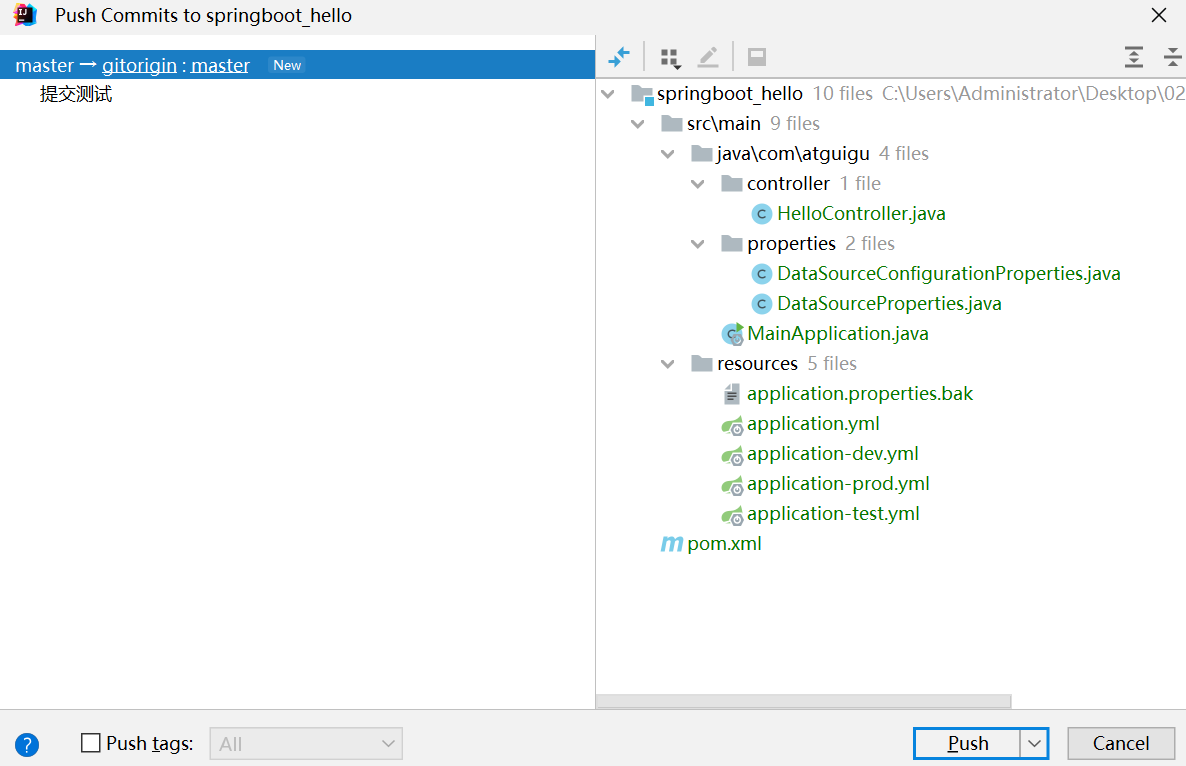 Push Commits to springboot_hello
master → gitorigin : master New
提交测试
springboot_hello 10 files C:\Users\Administrator\Desktop\02
src\main 9 files
java\com\atguigu 4 files
controller 1 file
HelloController.java
properties 2 files
DataSourceConfigurationProperties.java
DataSourceProperties.java
MainApplication.java
resources 5 files
application.properties.bak
application.yml
application-dev.yml
application-prod.yml
application-test.yml
pom.xml
? Push tags: All Push Cancel